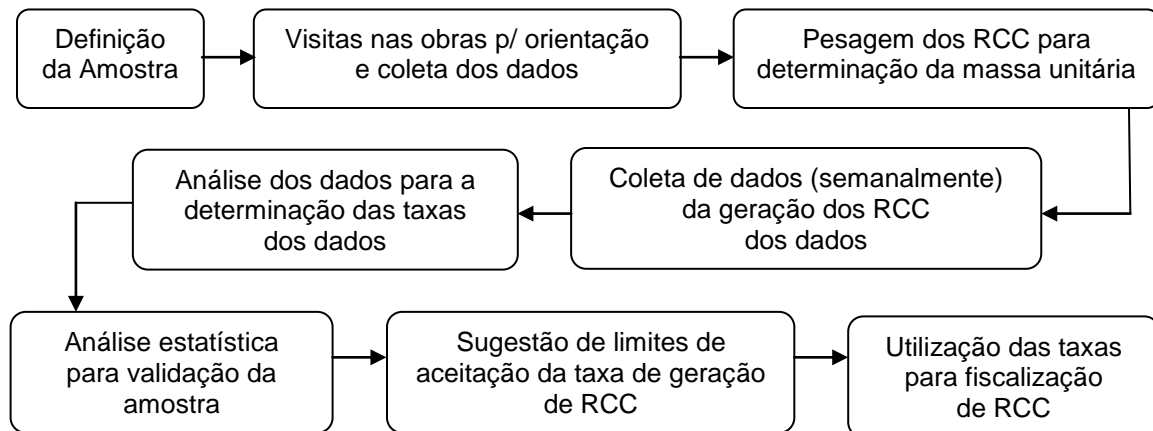 Definição
da Amostra
Visitas nas obras p/ orientação
e coleta dos dados
Pesagem dos RCC para
determinação da massa unitária
Coleta de dados (semanalmente)
da geração dos RCC
dos dados
Análise dos dados para a
determinação das taxas
dos dados
Análise estatística
para validação da
amostra
Sugestão de limites de
aceitação da taxa de geração
de RCC
Utilização das taxas
para fiscalização
de RCC